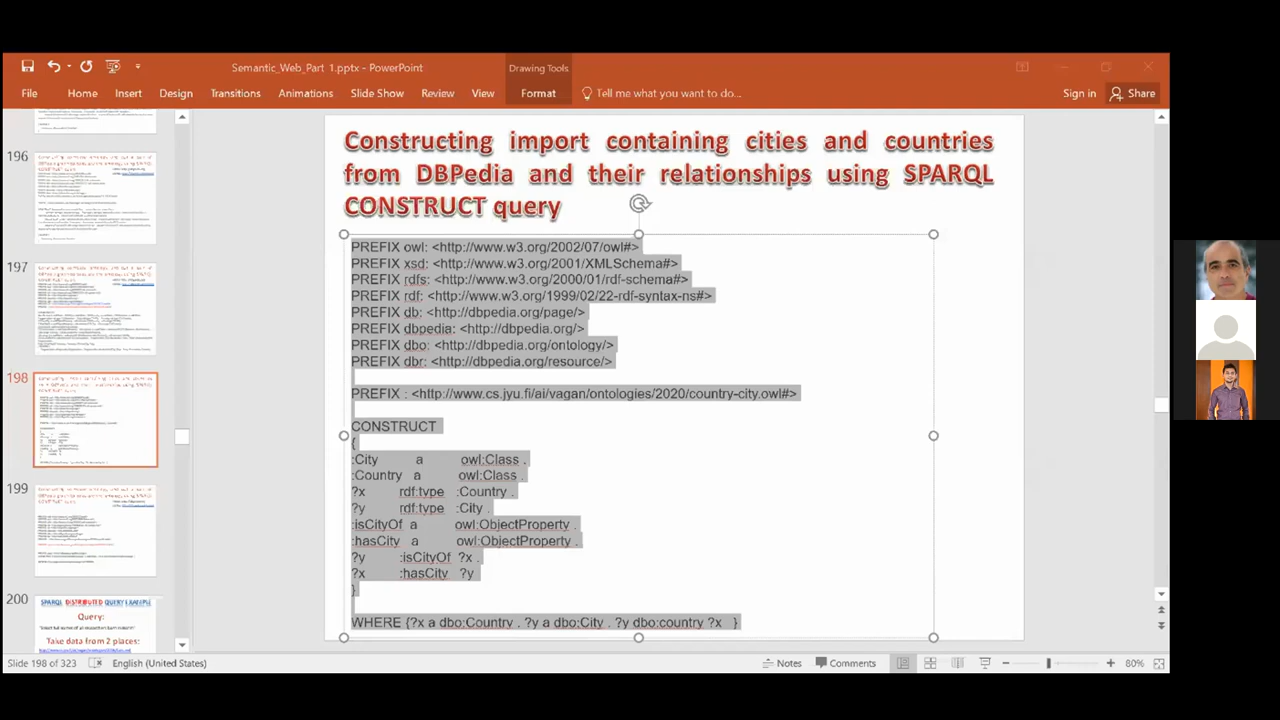 Semantic_Web_Part 1.pptx - PowerPoint
Drawing Tools
File Home Insert Design Transitions Animations Slide Show Review View Format Tell me what you want to do... Sign in Share
196
197
198
199
200
SPARQL DISTRIBUTED QUERY EXAMPLE
Query:
Take data from 2 places:
Constructing import containing cities and countries
from DBPedia and their relationships using SPARQL
CONSTRUCT query
PREFIX owl: <http://www.w3.org/2002/07/owl#>
PREFIX xsd: <http://www.w3.org/2001/XMLSchema#>
PREFIX rdfs: <http://www.w3.org/2000/01/rdf-schema#>
PREFIX rdf: <http://www.w3.org/1999/02/22-rdf-syntax-ns#>
PREFIX db: <http://dbpedia.org/page/>
PREFIX dbpedia: <http://dbpedia.org/>
PREFIX dbo: <http://dbpedia.org/ontology/>
PREFIX dbr: <http://dbpedia.org/resource/>
PREFIX : <http://www.cs.jyu.fi/ai/vagan/ontologies/2020/country-city.owl#>
CONSTRUCT
{
:City a owl:Class .
:Country a owl:Class .
?x rdf:type :Country .
?y rdf:type :City .
:isCityOf a owl:ObjectProperty .
:hasCity a owl:ObjectProperty .
?y :isCityOf ?x .
?x :hasCity ?y
}
WHERE {?x a dbo:Country . ?y a dbo:City . ?y dbo:country ?x }
Slide 198 of 323 English (United States) Notes Comments 80%